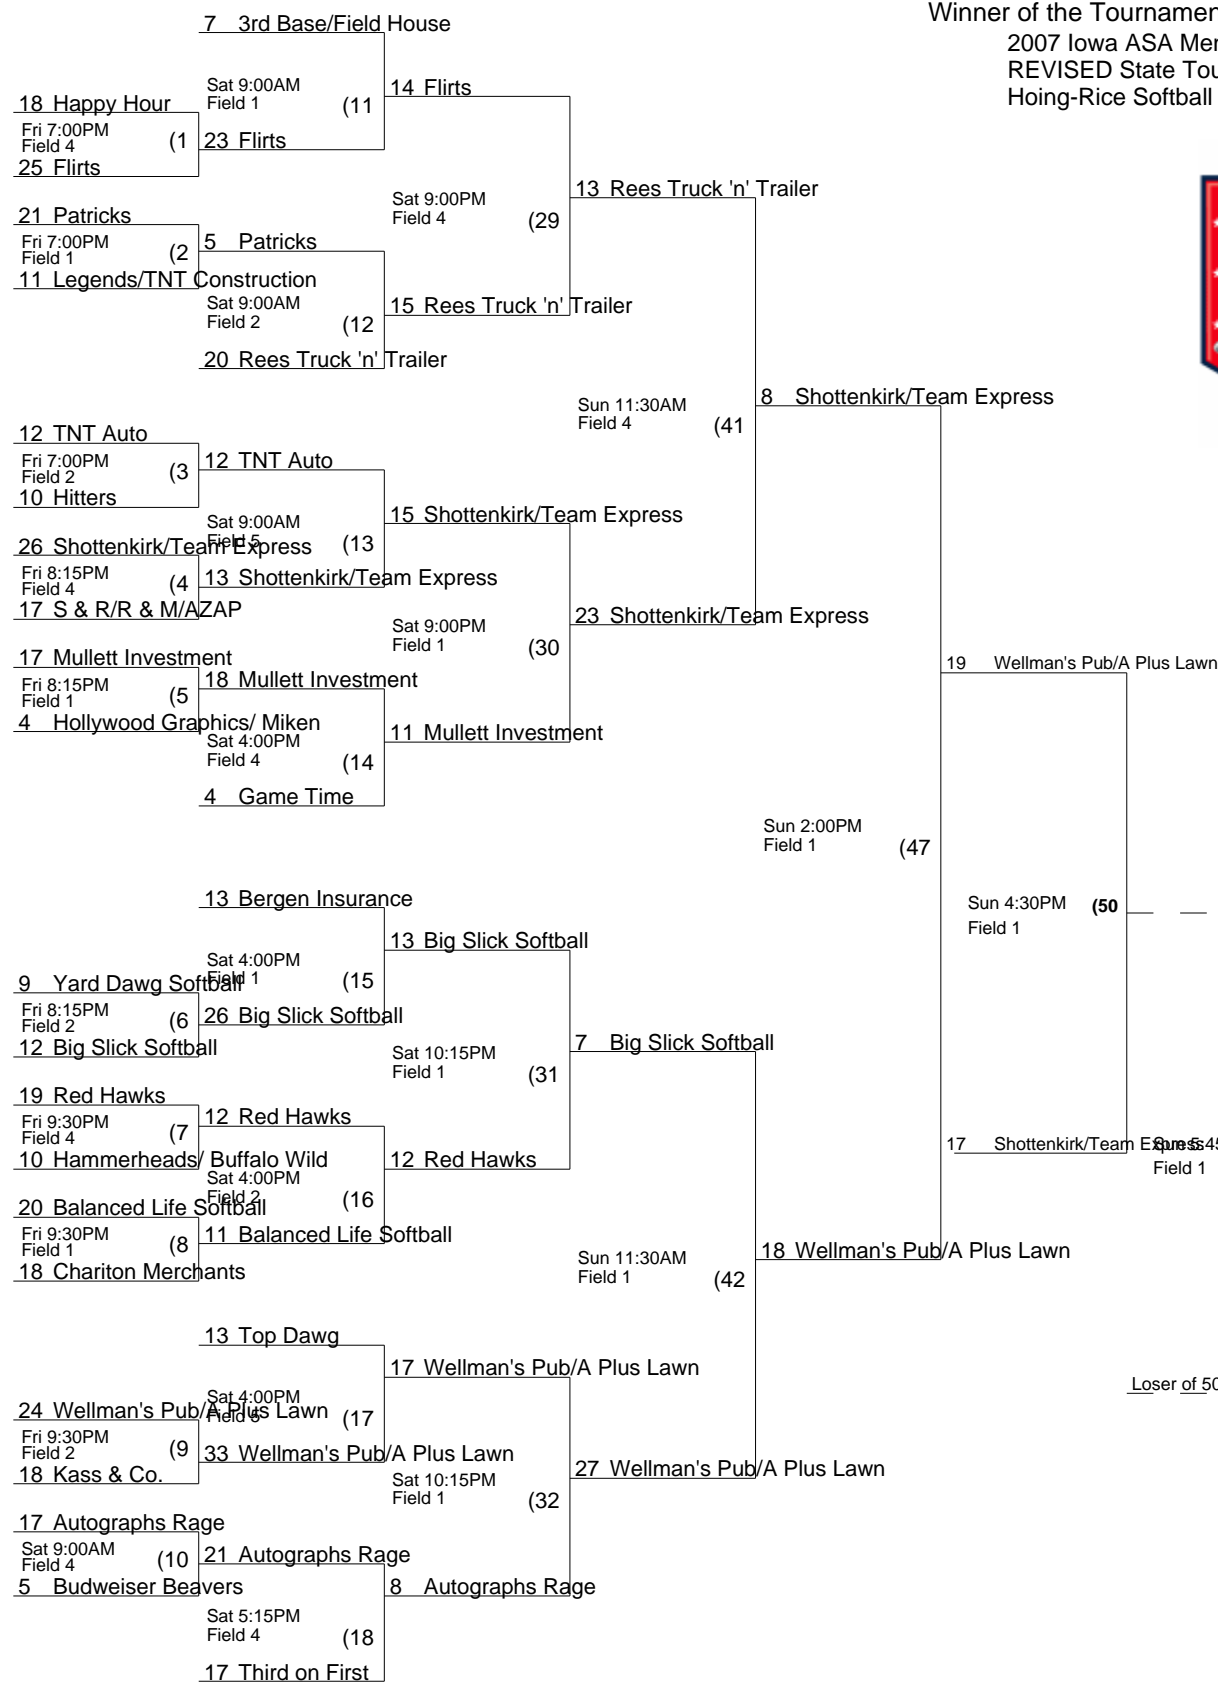 Winner of the Tournamen
2007 Iowa ASA Mer
REVISED State Tou
Hoing-Rice Softball
7 3rd Base/Field House
Sat 9:00AM
Field 1 (11
14 Flirts
18 Happy Hour
Fri 7:00PM
Field 4 (1
23 Flirts
25 Flirts
Sat 9:00PM
Field 4 (29
13 Rees Truck 'n' Trailer
21 Patricks
Fri 7:00PM
Field 1 (2
5 Patricks
11 Legends/TNT Construction
Sat 9:00AM
Field 2 (12
15 Rees Truck 'n' Trailer
20 Rees Truck 'n' Trailer
Sun 11:30AM
Field 4 (41
8 Shottenkirk/Team Express
12 TNT Auto
Fri 7:00PM
Field 2 (3
12 TNT Auto
10 Hitters
Sat 9:00AM
Field 5 (13
15 Shottenkirk/Team Express
26 Shottenkirk/Team Express
Fri 8:15PM
Field 4 (4
13 Shottenkirk/Team Express
17 S & R/R & M/AZAP
Sat 9:00PM
Field 1 (30
23 Shottenkirk/Team Express
17 Mullett Investment
Fri 8:15PM
Field 1 (5
18 Mullett Investment
4 Hollywood Graphics/ Miken
Sat 4:00PM
Field 4 (14
11 Mullett Investment
4 Game Time
19 Wellman's Pub/A Plus Lawn
Sun 2:00PM
Field 1 (47
Sun 4:30PM (50
Field 1
13 Bergen Insurance
Sat 4:00PM
Field 1 (15
13 Big Slick Softball
9 Yard Dawg Softball
Fri 8:15PM
Field 2 (6
26 Big Slick Softball
12 Big Slick Softball
Sat 10:15PM
Field 1 (31
7 Big Slick Softball
19 Red Hawks
Fri 9:30PM
Field 4 (7
12 Red Hawks
10 Hammerheads/ Buffalo Wild
Sat 4:00PM
Field 2 (16
12 Red Hawks
20 Balanced Life Softball
Fri 9:30PM
Field 1 (8
11 Balanced Life Softball
18 Chariton Merchants
17 Shottenkirk/Team Express
Sun 5:45
Field 1
Sun 11:30AM
Field 1 (42
18 Wellman's Pub/A Plus Lawn
13 Top Dawg
Sat 4:00PM
Field 5 (17
17 Wellman's Pub/A Plus Lawn
24 Wellman's Pub/A Plus Lawn
Fri 9:30PM
Field 2 (9
33 Wellman's Pub/A Plus Lawn
18 Kass & Co.
Sat 10:15PM
Field 1 (32
27 Wellman's Pub/A Plus Lawn
17 Autographs Rage
Sat 9:00AM
Field 4 (10
21 Autographs Rage
5 Budweiser Beavers
Sat 5:15PM
Field 4 (18
8 Autographs Rage
17 Third on First
Loser of 50